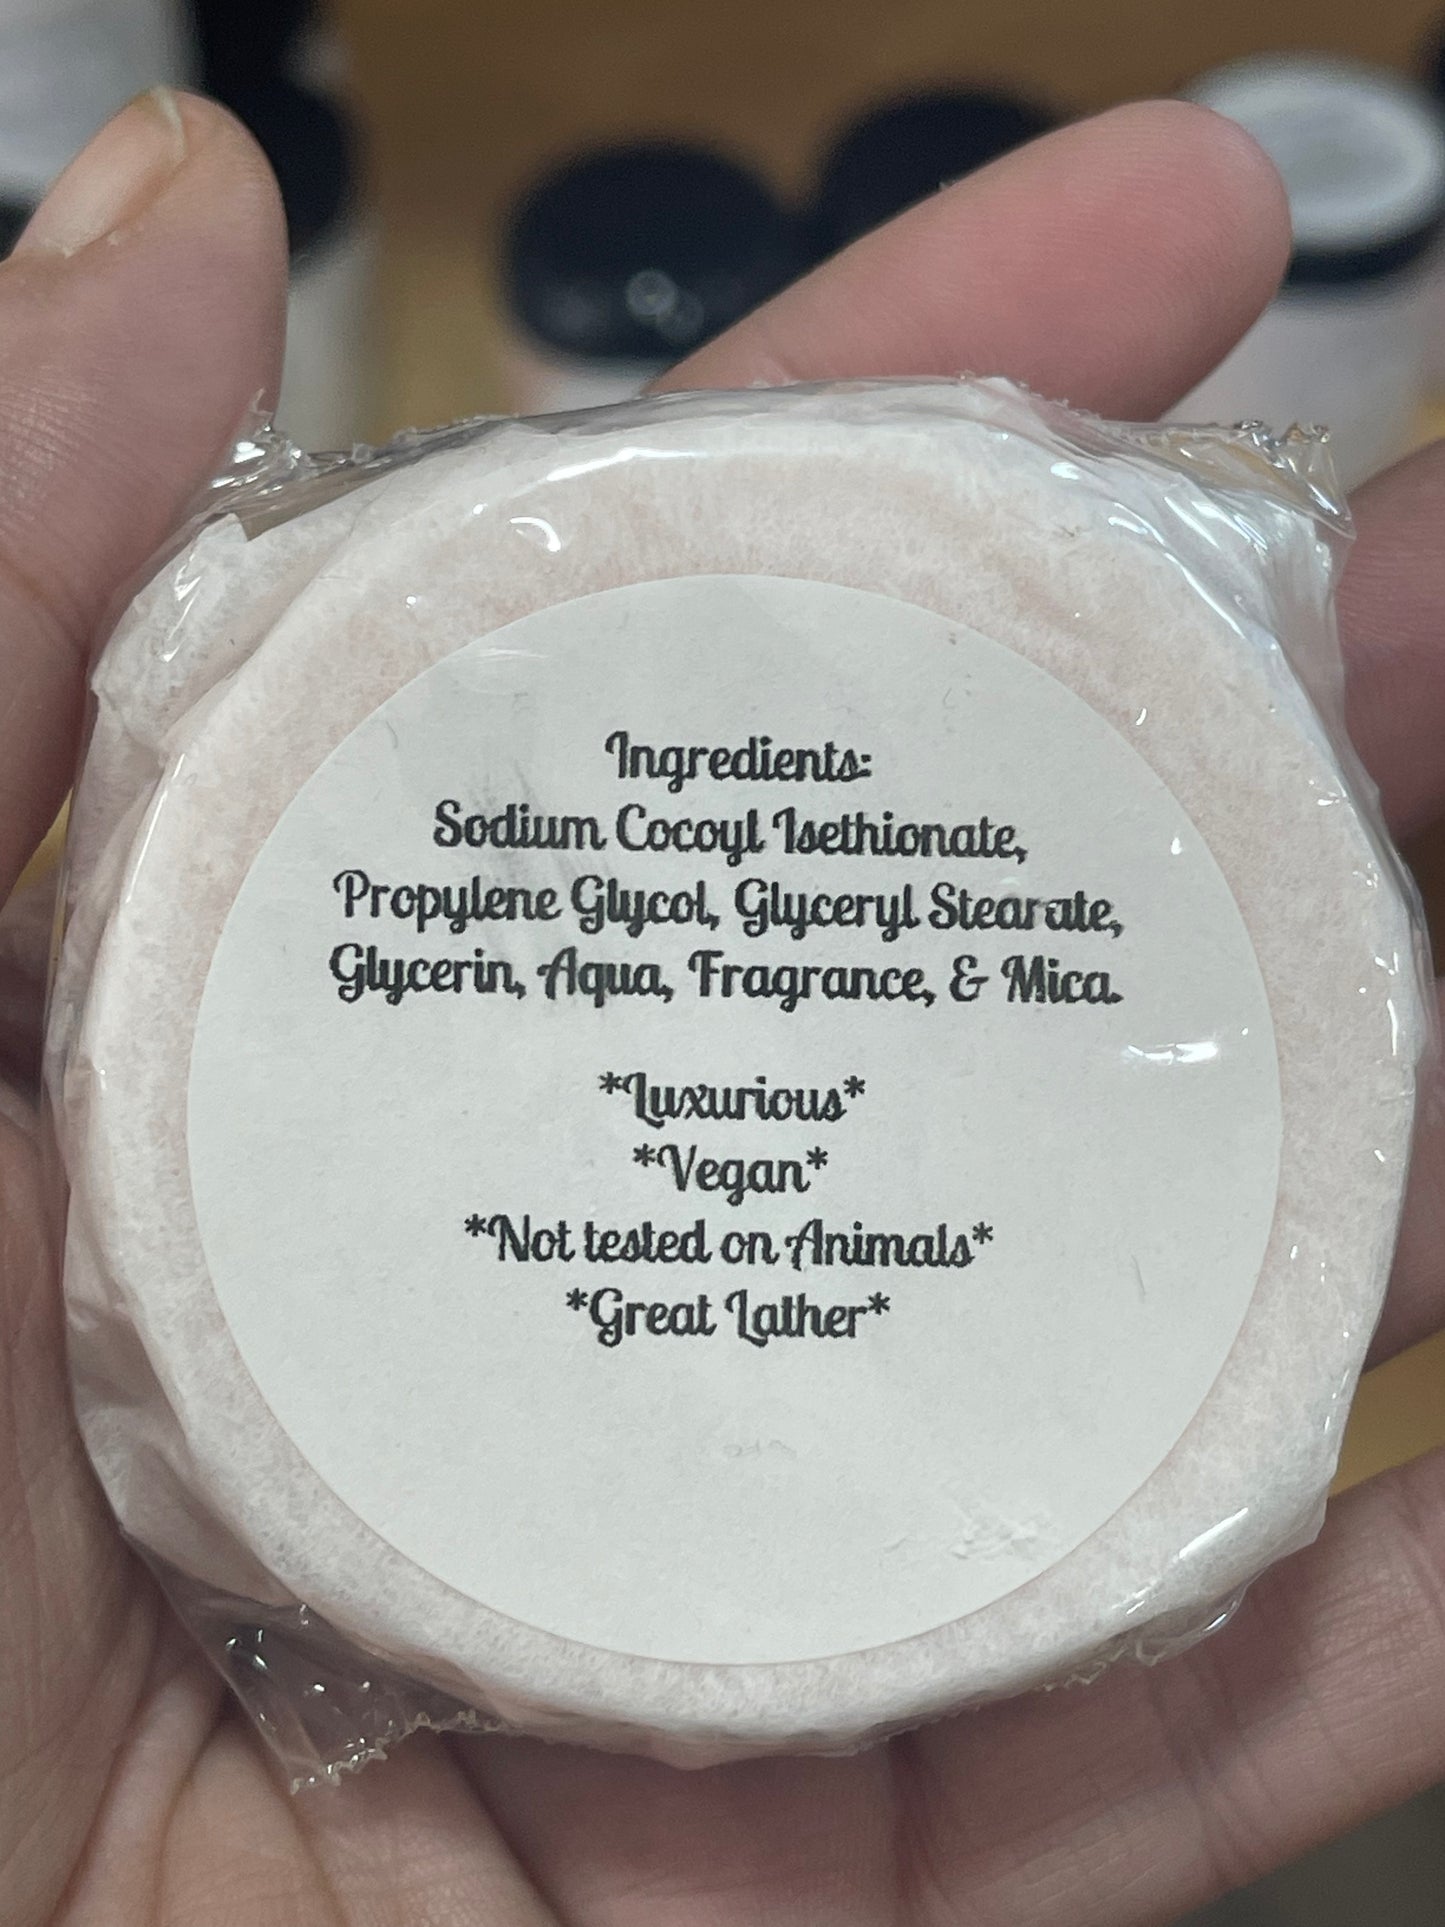 Ingredients:
Sodium Cocoyl Isethionate,
Propylene Glycol, Glyceryl Stearate,
Glycerin, Aqua, Fragrance, & Mica.
*Luxurious*
*Vegan*
*Not tested on Animals*
*Great Lather*